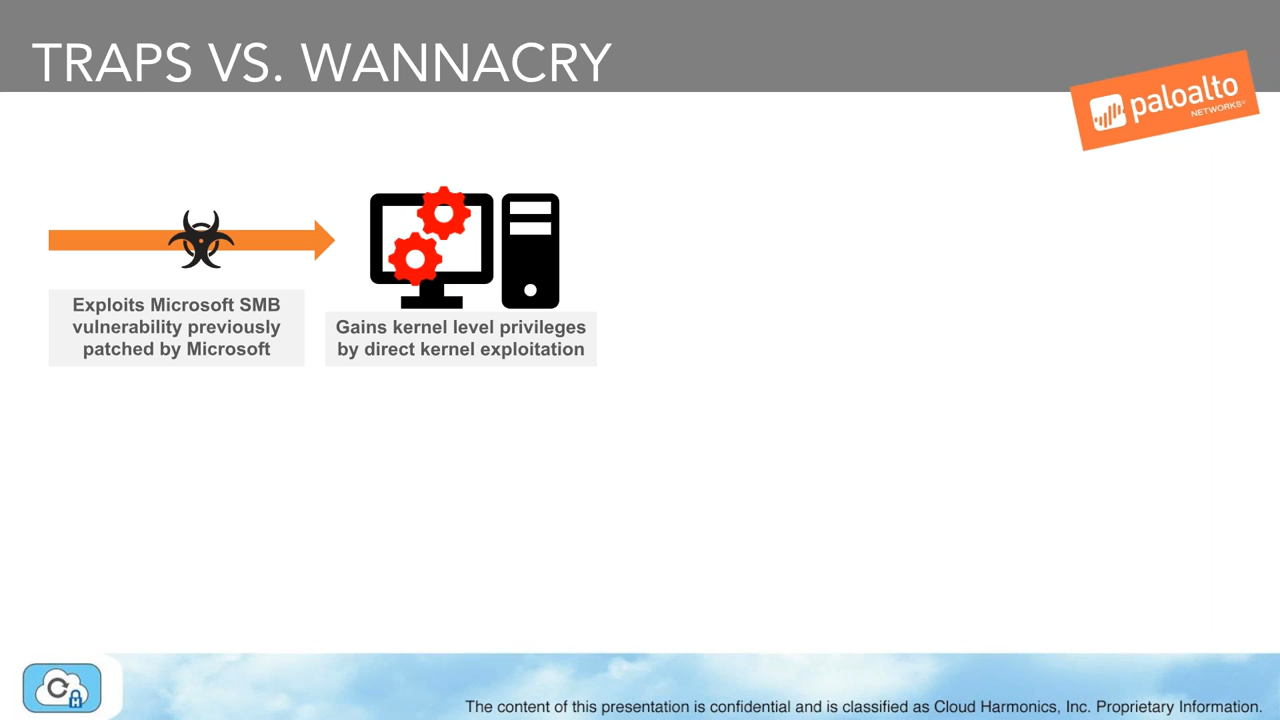 TRAPS VS. WANNACRY
paloalto
NETWORKS®
Exploits Microsoft SMB
vulnerability previously
patched by Microsoft
Gains kernel level privileges
by direct kernel exploitation
H
The content of this presentation is confidential and is classified as Cloud Harmonics, Inc. Proprietary Information.